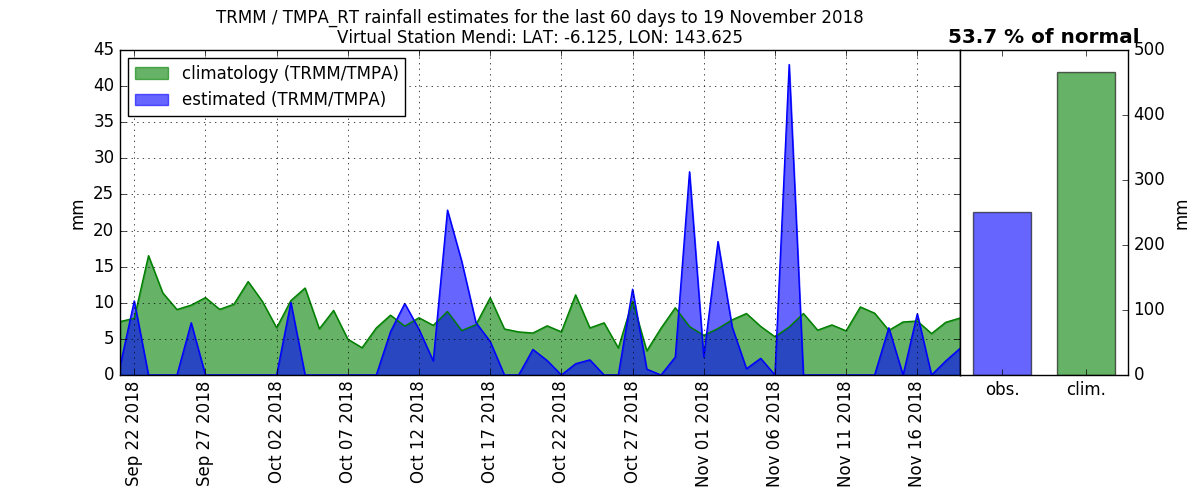 TRMM / TMPA_RT rainfall estimates for the last 60 days to 19 November 2018
Virtual Station Mendi: LAT: -6.125, LON: 143.625
53.7 % of normal
climatology (TRMM/TMPA)
estimated (TRMM/TMPA)
45
40
35
30
25
20
15
10
5
0
mm
500
400
300
200
100
0
mm
Sep 22 2018
Sep 27 2018
Oct 02 2018
Oct 07 2018
Oct 12 2018
Oct 17 2018
Oct 22 2018
Oct 27 2018
Nov 01 2018
Nov 06 2018
Nov 11 2018
Nov 16 2018
obs.
clim.